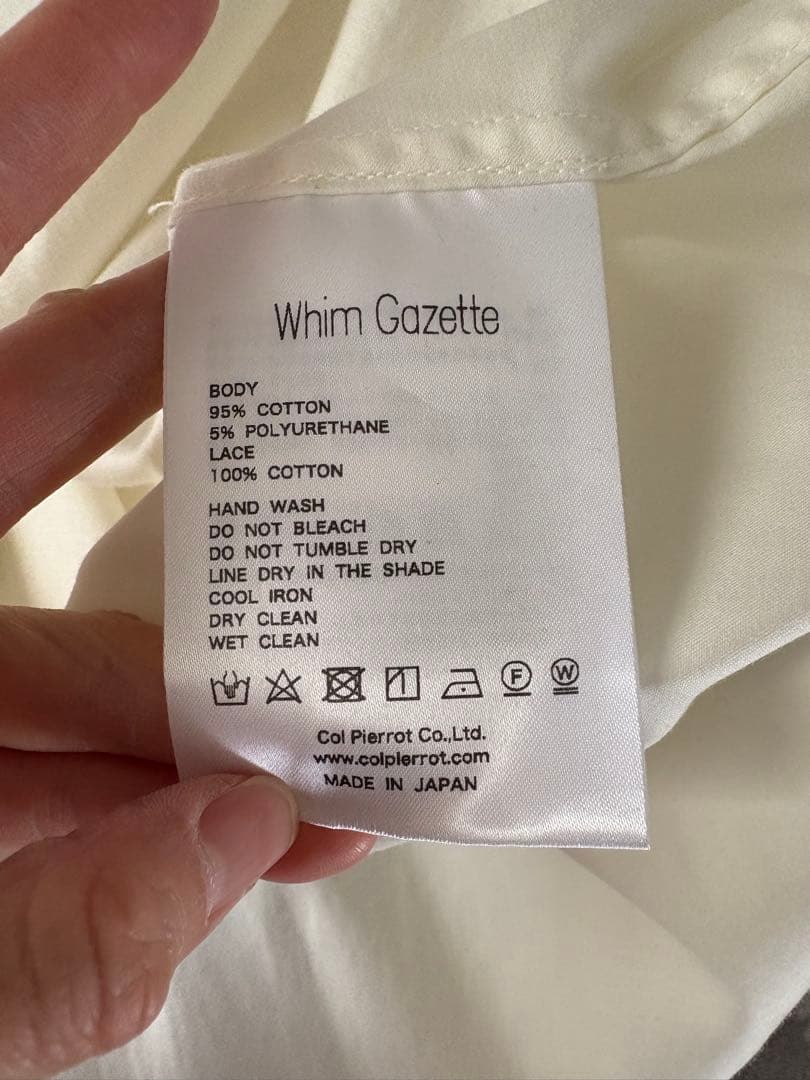 Whim Gazette
BODY
95% COTTON
5% POLYURETHANE
LACE
100% COTTON
HAND WASH
DO NOT BLEACH
DO NOT TUMBLE DRY
LINE DRY IN THE SHADE
COOL IRON
DRY CLEAN
WET CLEAN
F W
Col Pierrot Co.,Ltd.
www.colpierrot.com
MADE IN JAPAN